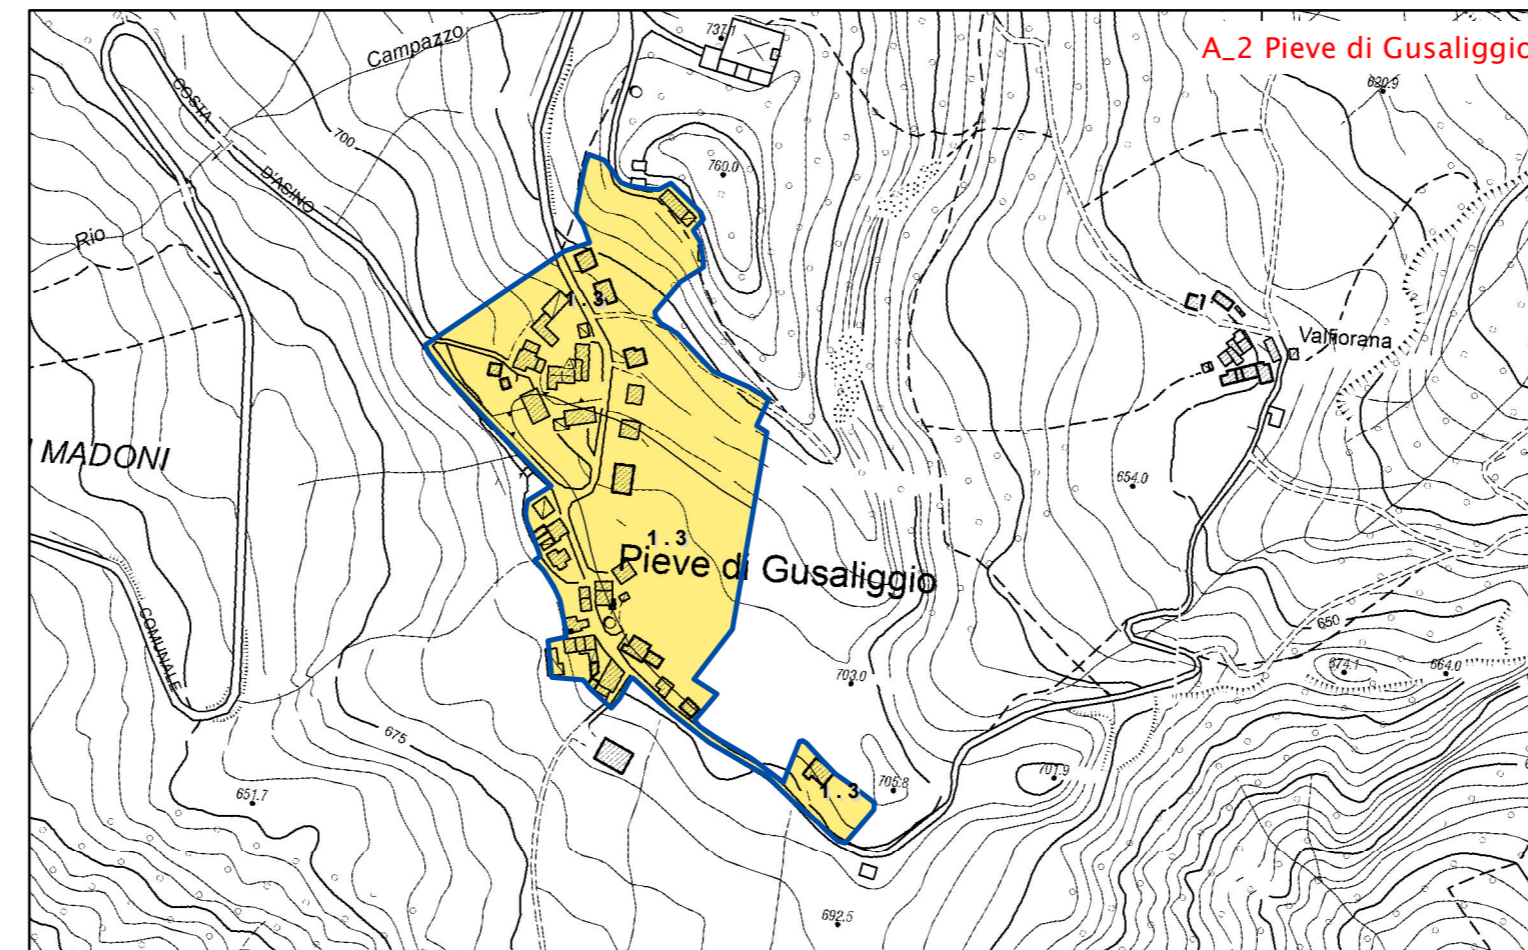 A_2 Pieve di Gusaliggio
737.1
Campazzo
620.9
COSTA
700
760.0
D'ASINO
Rio
1.3
Valfiorana
I MADONI
654.0
1.3
Pieve di Gusaliggio
COMUNALE
650
674.1
664.0
703.0
675
701.9
705.8
1.3
651.7
692.5